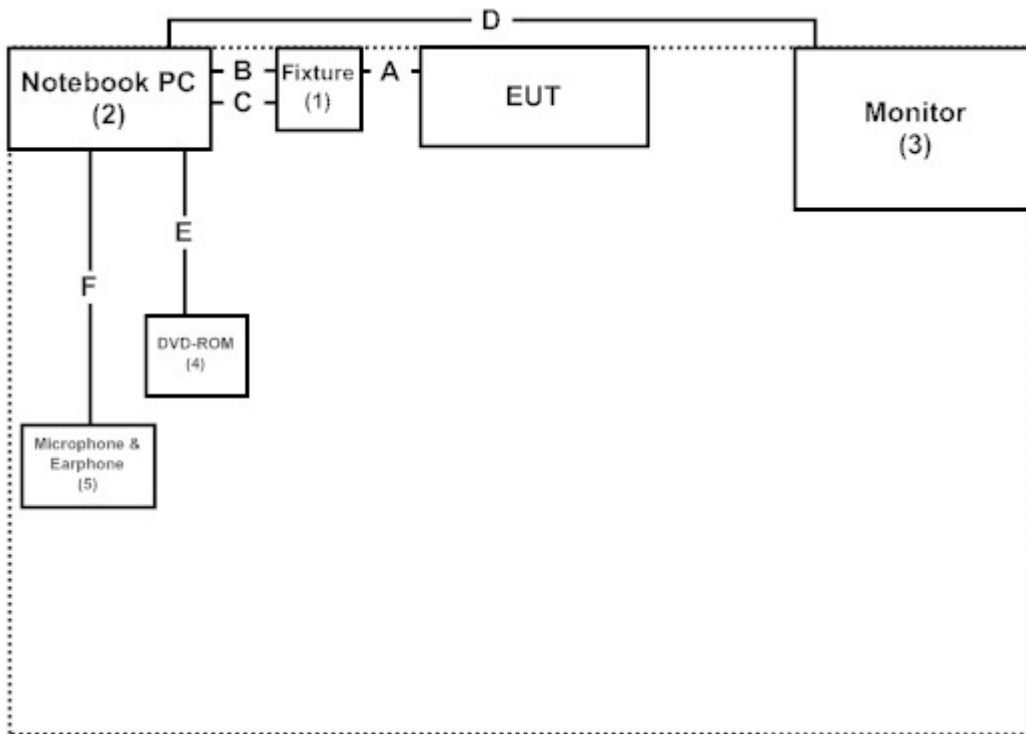 D
Notebook PC
(2)
B
C
Fixture
(1)
A
EUT
Monitor
(3)
E
F
DVD-ROM
(4)
Microphone &
Earphone
(5)